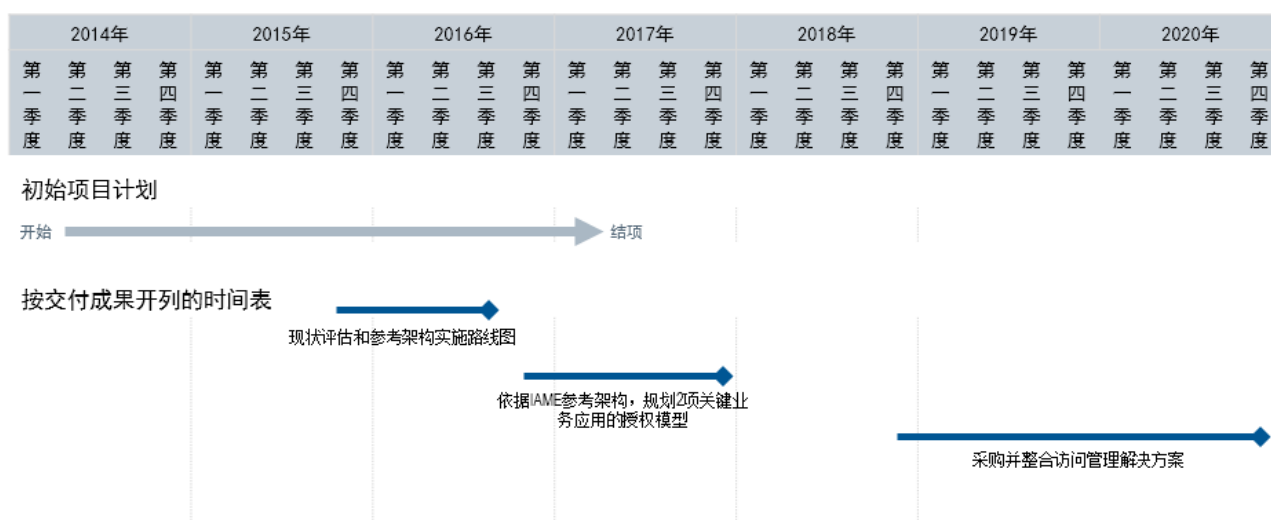 2014年 2015年 2016年 2017年 2018年 2019年 2020年
第一季度 第二季度 第三季度 第四季度 第一季度 第二季度 第三季度 第四季度 第一季度 第二季度 第三季度 第四季度 第一季度 第二季度 第三季度 第四季度 第一季度 第二季度 第三季度 第四季度 第一季度 第二季度 第三季度 第四季度 第一季度 第二季度 第三季度 第四季度
初始项目计划
开始 结项
按交付成果开列的时间表
现状评估和参考架构实施路线图
依据IAME参考架构，规划2项关键业
务应用的授权模型
采购并整合访问管理解决方案